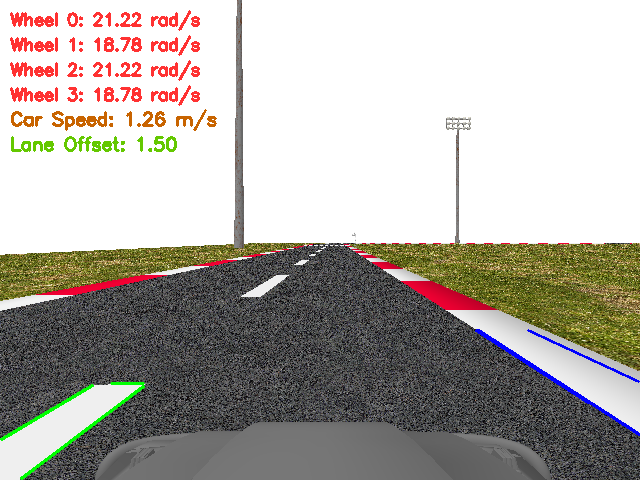 Wheel 0: 21.22 rad/s
Wheel 1: 18.78 rad/s
Wheel 2: 21.22 rad/s
Wheel 3: 18.78 rad/s
Car Speed: 1.26 m/s
Lane Offset: 1.50